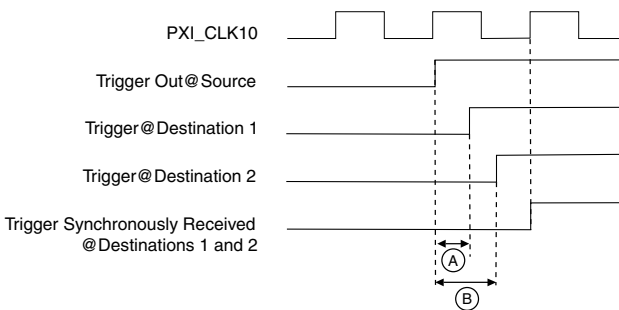 PXI_CLK10
Trigger Out@Source
Trigger@Destination 1
Trigger@Destination 2
Trigger Synchronously Received
@Destinations 1 and 2
A
B